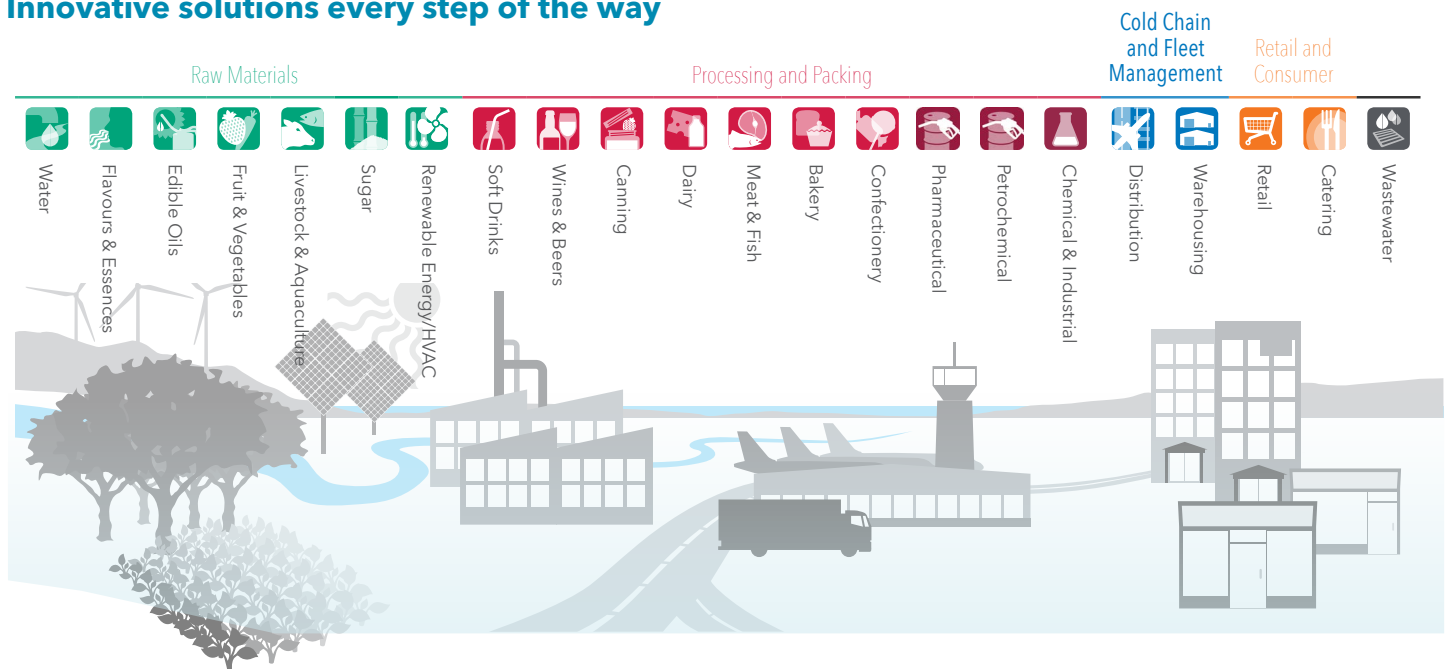 Innovative solutions every step of the way
Raw Materials
Processing and Packing
Cold Chain
and Fleet
Management
Retail and
Consumer
Water
Flavours & Essences
Edible Oils
Fruit & Vegetables
Livestock & Aquaculture
Sugar
Renewable Energy/HVAC
Soft Drinks
Wines & Beers
Canning
Dairy
Meat & Fish
Bakery
Confectionery
Pharmaceutical
Petrochemical
Chemical & Industrial
Distribution
Warehousing
Retail
Catering
Wastewater